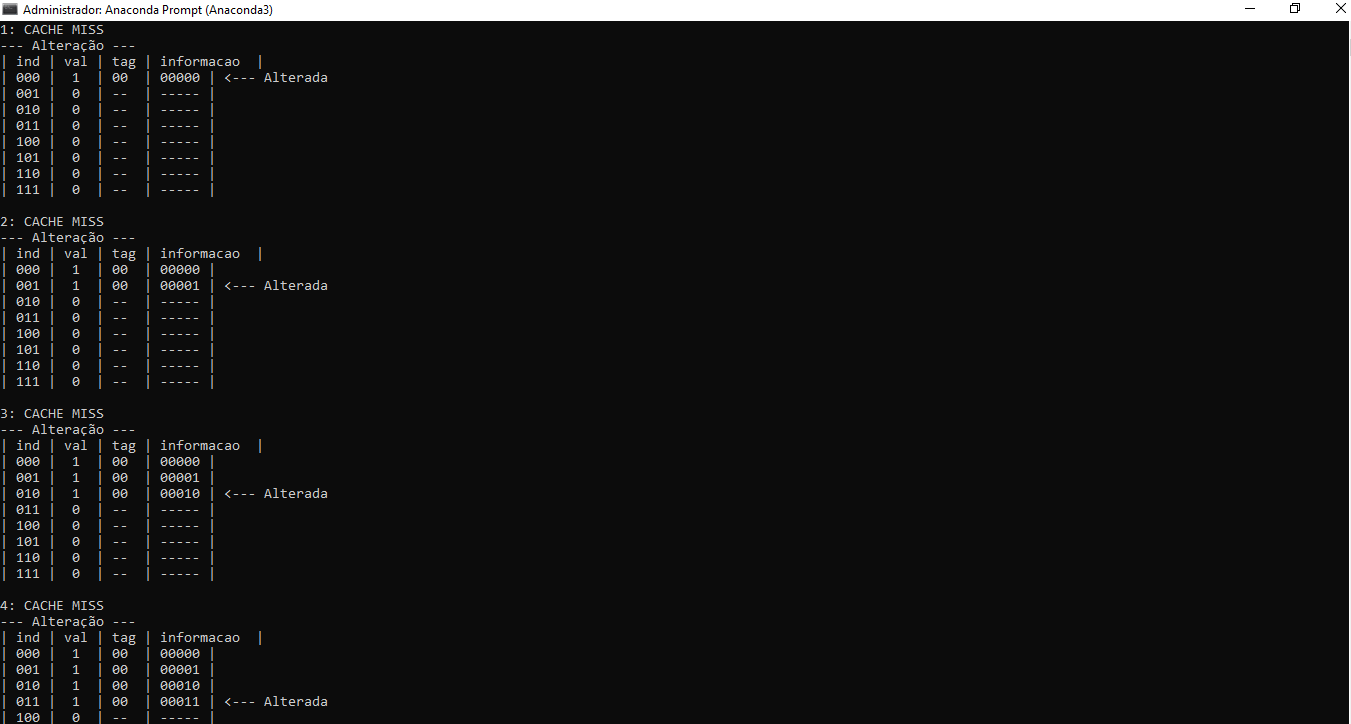 Administrador: Anaconda Prompt (Anaconda3)
1: CACHE MISS
--- Alteração ---
| ind | val | tag | informacao  |
| 000 |  1  | 00  | 00000 | <--- Alterada
| 001 |  0  | --  | ----- |
| 010 |  0  | --  | ----- |
| 011 |  0  | --  | ----- |
| 100 |  0  | --  | ----- |
| 101 |  0  | --  | ----- |
| 110 |  0  | --  | ----- |
| 111 |  0  | --  | ----- |
2: CACHE MISS
--- Alteração ---
| ind | val | tag | informacao  |
| 000 |  1  | 00  | 00000 |
| 001 |  1  | 00  | 00001 | <--- Alterada
| 010 |  0  | --  | ----- |
| 011 |  0  | --  | ----- |
| 100 |  0  | --  | ----- |
| 101 |  0  | --  | ----- |
| 110 |  0  | --  | ----- |
| 111 |  0  | --  | ----- |
3: CACHE MISS
--- Alteração ---
| ind | val | tag | informacao  |
| 000 |  1  | 00  | 00000 |
| 001 |  1  | 00  | 00001 |
| 010 |  1  | 00  | 00010 | <--- Alterada
| 011 |  0  | --  | ----- |
| 100 |  0  | --  | ----- |
| 101 |  0  | --  | ----- |
| 110 |  0  | --  | ----- |
| 111 |  0  | --  | ----- |
4: CACHE MISS
--- Alteração ---
| ind | val | tag | informacao  |
| 000 |  1  | 00  | 00000 |
| 001 |  1  | 00  | 00001 |
| 010 |  1  | 00  | 00010 |
| 011 |  1  | 00  | 00011 | <--- Alterada
| 100 |  0  | --  | ----- |